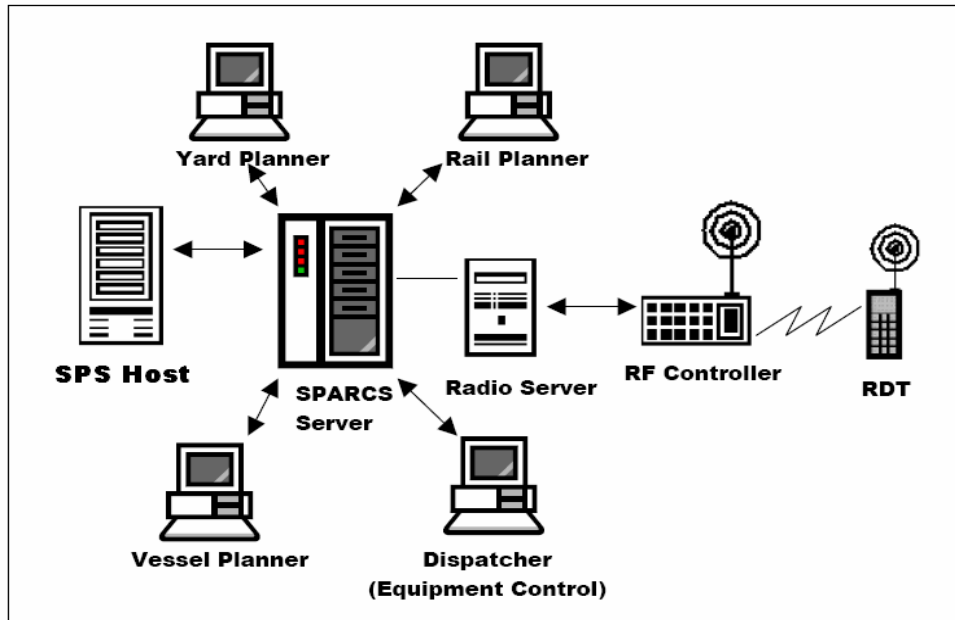 Yard Planner
Rail Planner
SPS Host
SPARCS
Server
Radio Server
RF Controller
RDT
Vessel Planner
Dispatcher
(Equipment Control)